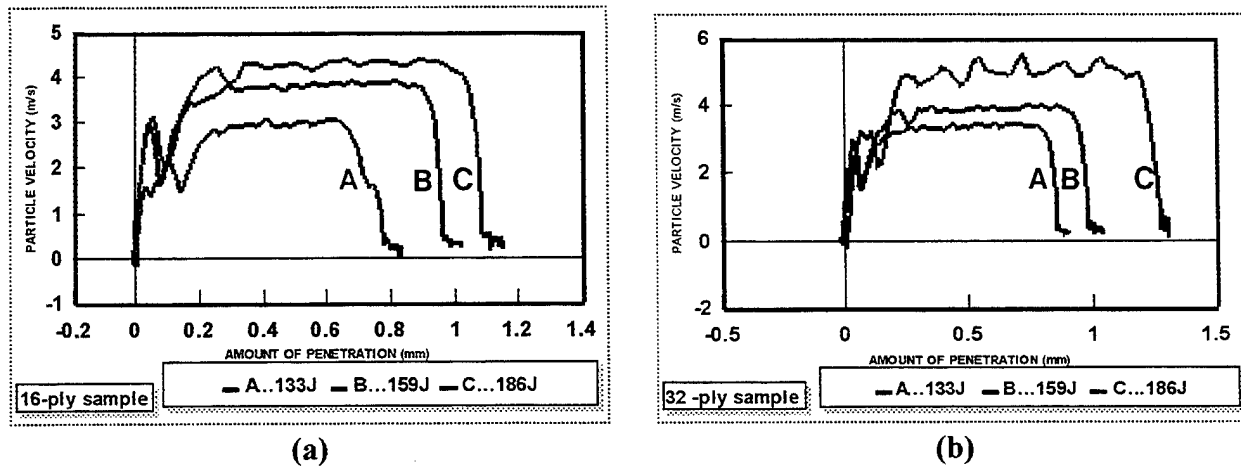 5
4
3
2
1
0
-1
PARTICLE VELOCITY (m/s)
A
B
C
-0.2
0
0.2
0.4
0.6
0.8
1
1.2
1.4
AMOUNT OF PENETRATION (mm)
16-ply sample
A...133J
B...159J
C...186J
(a)
6
4
2
0
-2
PARTICLE VELOCITY (m/s)
A
B
C
-0.5
0
0.5
1
1.5
AMOUNT OF PENETRATION (mm)
32 -ply sample
A...133J
B...159J
C...186J
(b)